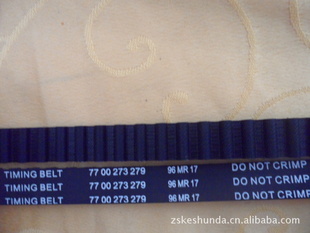 TIMING BELT 77 00 273 279 96 MR 17 DO NOT CRIMP
TIMING BELT 77 00 273 279 96 MR 17 DO NOT CRIMP
TIMING BELT 77 00 273 279 96 MR 17 DO NOT CRIMP
zskeshunda.cn.alibaba.com